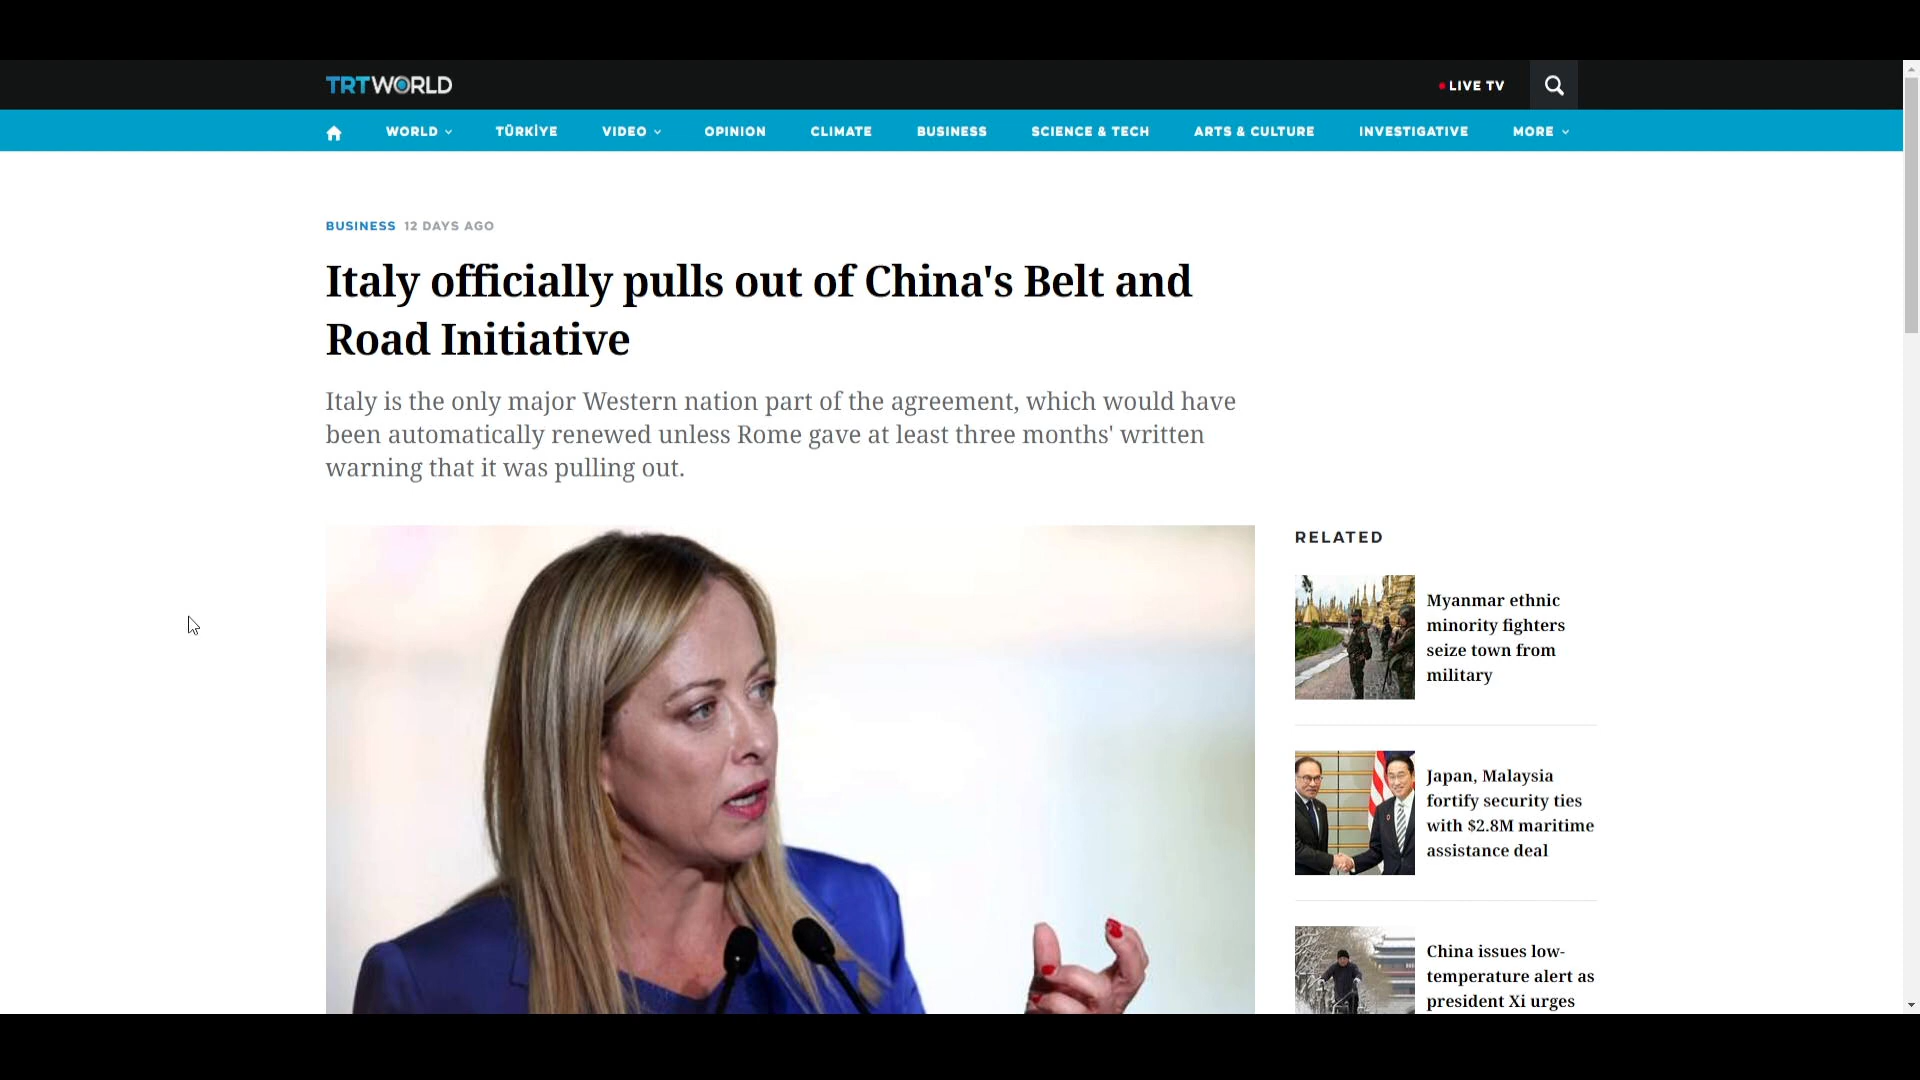 TRTWORLD
LIVE TV
WORLD
TÜRKİYE
VIDEO
OPINION
CLIMATE
BUSINESS
SCIENCE & TECH
ARTS & CULTURE
INVESTIGATIVE
MORE
BUSINESS 12 DAYS AGO
Italy officially pulls out of China's Belt and
Road Initiative
Italy is the only major Western nation part of the agreement, which would have
been automatically renewed unless Rome gave at least three months' written
warning that it was pulling out.
RELATED
Myanmar ethnic
minority fighters
seize town from
military
Japan, Malaysia
fortify security ties
with $2.8M maritime
assistance deal
China issues low-
temperature alert as
president Xi urges